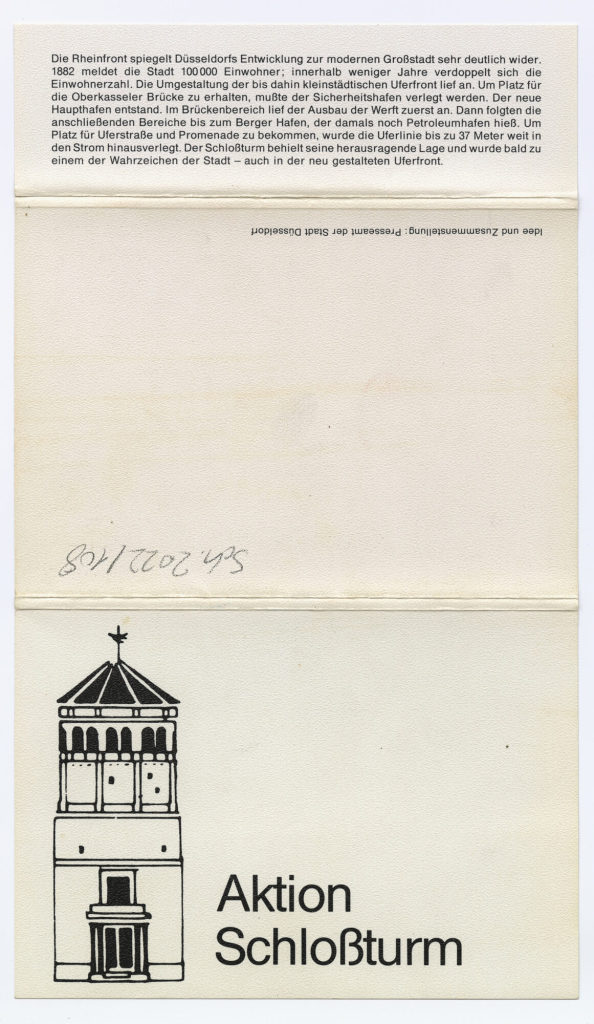 Die Rheinfront spiegelt Düsseldorfs Entwicklung zur modernen Großstadt sehr deutlich wider.
1882 meldet die Stadt 100 000 Einwohner; innerhalb weniger Jahre verdoppelt sich die
Einwohnerzahl. Die Umgestaltung der bis dahin kleinstädtischen Uferfront lief an. Um Platz für
die Oberkasseler Brücke zu erhalten, mußte der Sicherheitshafen verlegt werden. Der neue
Haupthafen entstand. Im Brückenbereich lief der Ausbau der Werft zuerst an. Dann folgten die
anschließenden Bereiche bis zum Berger Hafen, der damals noch Petroleumhafen hieß. Um
Platz für Uferstraße und Promenade zu bekommen, wurde die Uferlinie bis zu 37 Meter weit in
den Strom hinausverlegt. Der Schloßturm behielt seine herausragende Lage und wurde bald zu
einem der Wahrzeichen der Stadt – auch in der neu gestalteten Uferfront.
Idee und Zusammenstellung: Presseamt der Stadt Düsseldorf
Sch. 2022/168
Aktion
Schloßturm